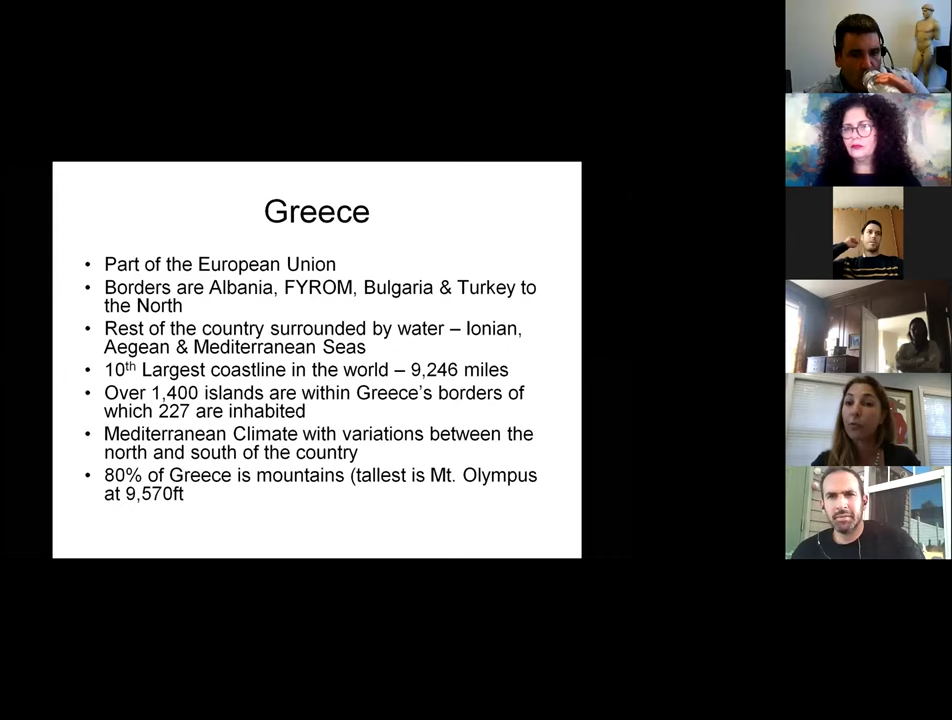 Greece
• Part of the European Union
• Borders are Albania, FYROM, Bulgaria & Turkey to
the North
• Rest of the country surrounded by water – Ionian,
Aegean & Mediterranean Seas
• 10th Largest coastline in the world – 9,246 miles
• Over 1,400 islands are within Greece's borders of
which 227 are inhabited
• Mediterranean Climate with variations between the
north and south of the country
• 80% of Greece is mountains (tallest is Mt. Olympus
at 9,570ft